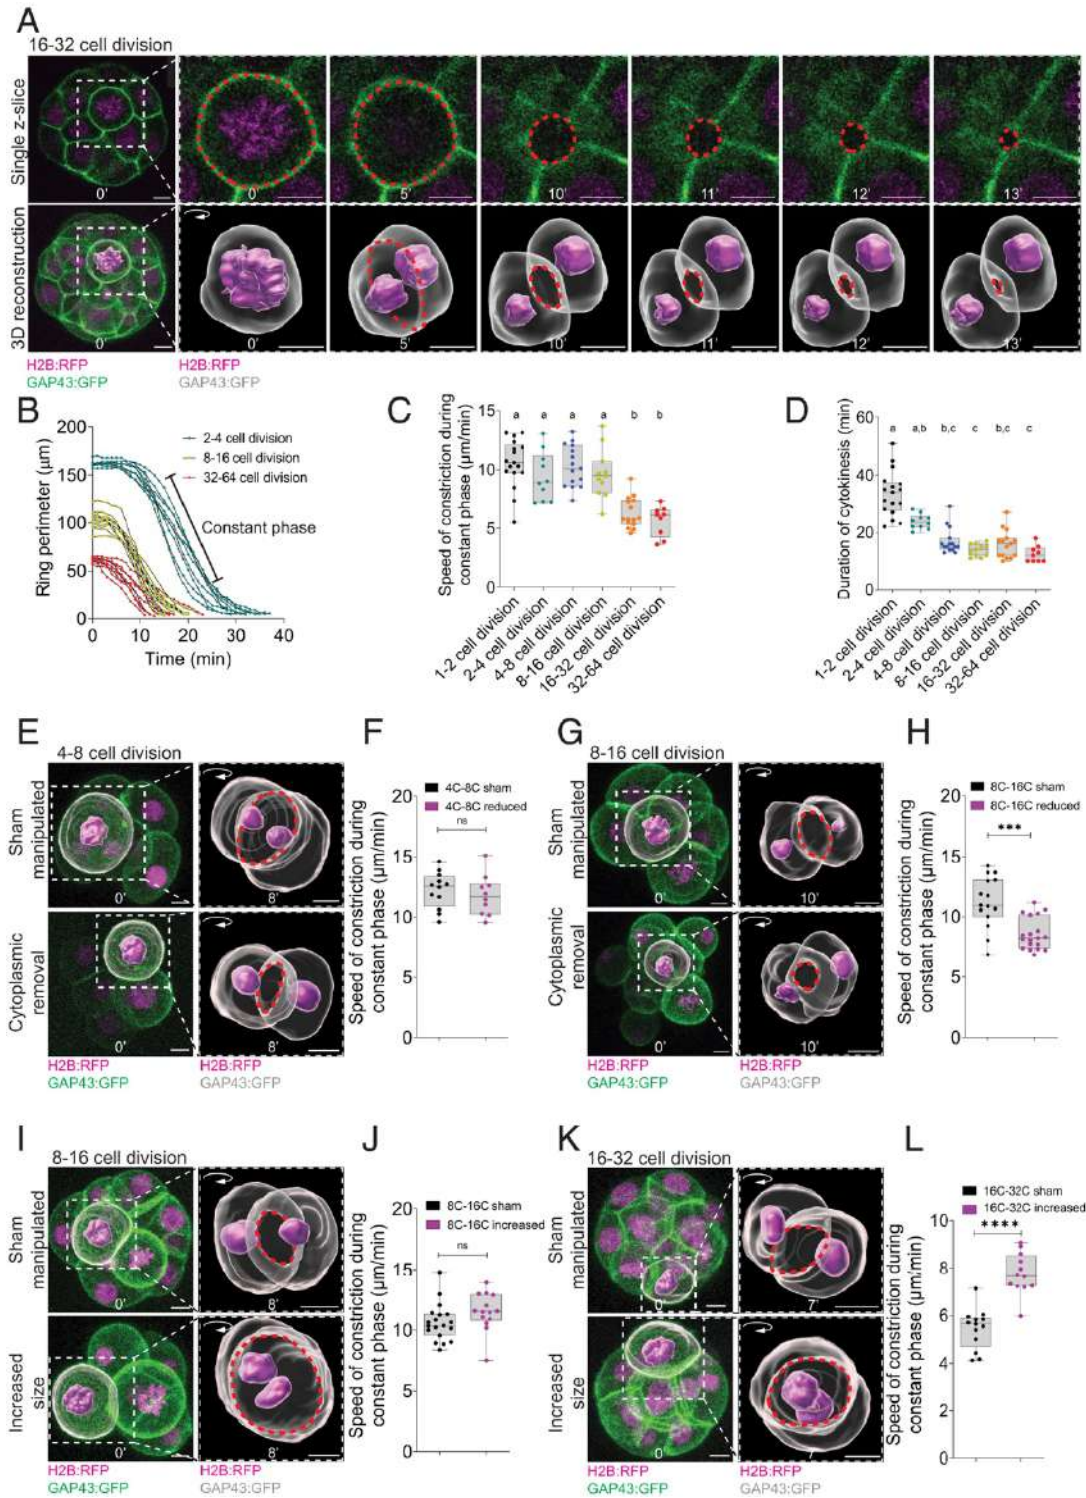 A
16-32 cell division
Single z-slice
0'
0'
5'
10'
11'
12'
13'
3D reconstruction
0'
0'
5'
10'
11'
12'
13'
H2B:RFP
GAP43:GFP
H2B:RFP
GAP43:GFP
B
Ring perimeter (µm)
200
150
100
50
0
2-4 cell division
8-16 cell division
32-64 cell division
Constant phase
0
10
20
30
40
Time (min)
C
Speed of constriction during
constant phase (µm/min)
15
10
5
0
a
a
a
a
b
b
1-2 cell division
2-4 cell division
4-8 cell division
8-16 cell division
16-32 cell division
32-64 cell division
D
Duration of cytokinesis (min)
60
40
20
0
a
a,b
b,c
c
b,c
c
1-2 cell division
2-4 cell division
4-8 cell division
8-16 cell division
16-32 cell division
32-64 cell division
E
4-8 cell division
Sham
manipulated
0'
8'
Cytoplasmic
removal
0'
8'
H2B:RFP
GAP43:GFP
H2B:RFP
GAP43:GFP
F
4C-8C sham
4C-8C reduced
Speed of constriction during
constant phase (µm/min)
20
15
10
5
0
ns
G
8-16 cell division
Sham
manipulated
0'
10'
Cytoplasmic
removal
0'
10'
H2B:RFP
GAP43:GFP
H2B:RFP
GAP43:GFP
H
8C-16C sham
8C-16C reduced
Speed of constriction during
constant phase (µm/min)
20
15
10
5
0
***
I
8-16 cell division
Sham
manipulated
0'
8'
Increased
size
0'
8'
H2B:RFP
GAP43:GFP
H2B:RFP
GAP43:GFP
J
8C-16C sham
8C-16C increased
Speed of constriction during
constant phase (µm/min)
20
15
10
5
0
ns
K
16-32 cell division
Sham
manipulated
0'
7'
Increased
size
0'
7'
H2B:RFP
GAP43:GFP
H2B:RFP
GAP43:GFP
L
16C-32C sham
16C-32C increased
Speed of constriction during
constant phase (µm/min)
10
8
6
4
2
0
****